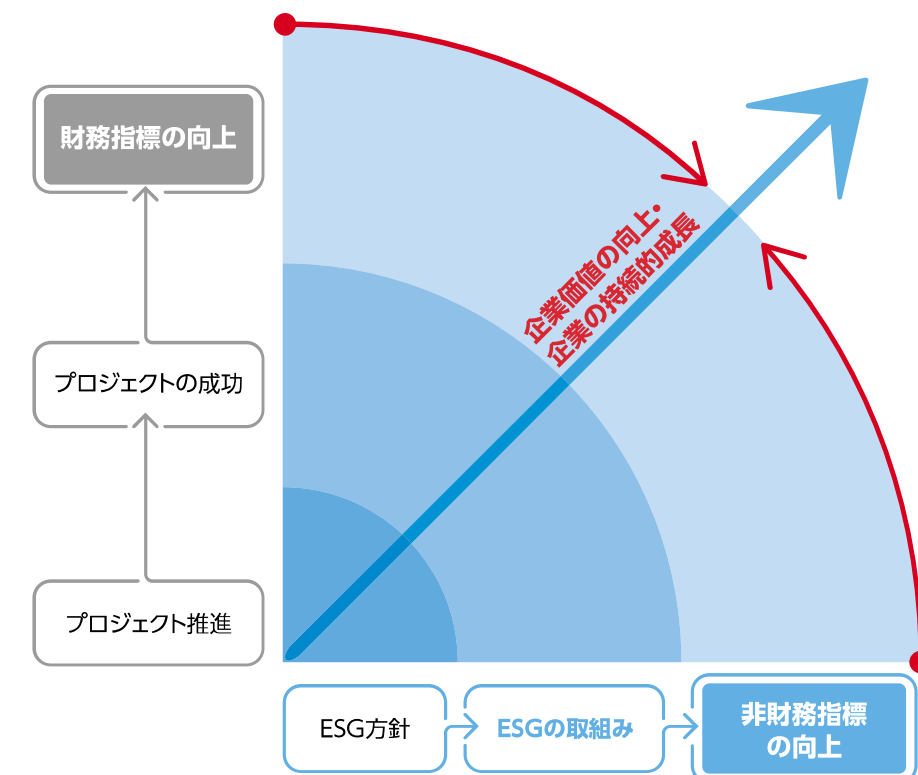 財務指標の向上
プロジェクトの成功
プロジェクト推進
企業価値の向上・
企業の持続的成長
ESG方針
ESGの取組み
非財務指標
の向上